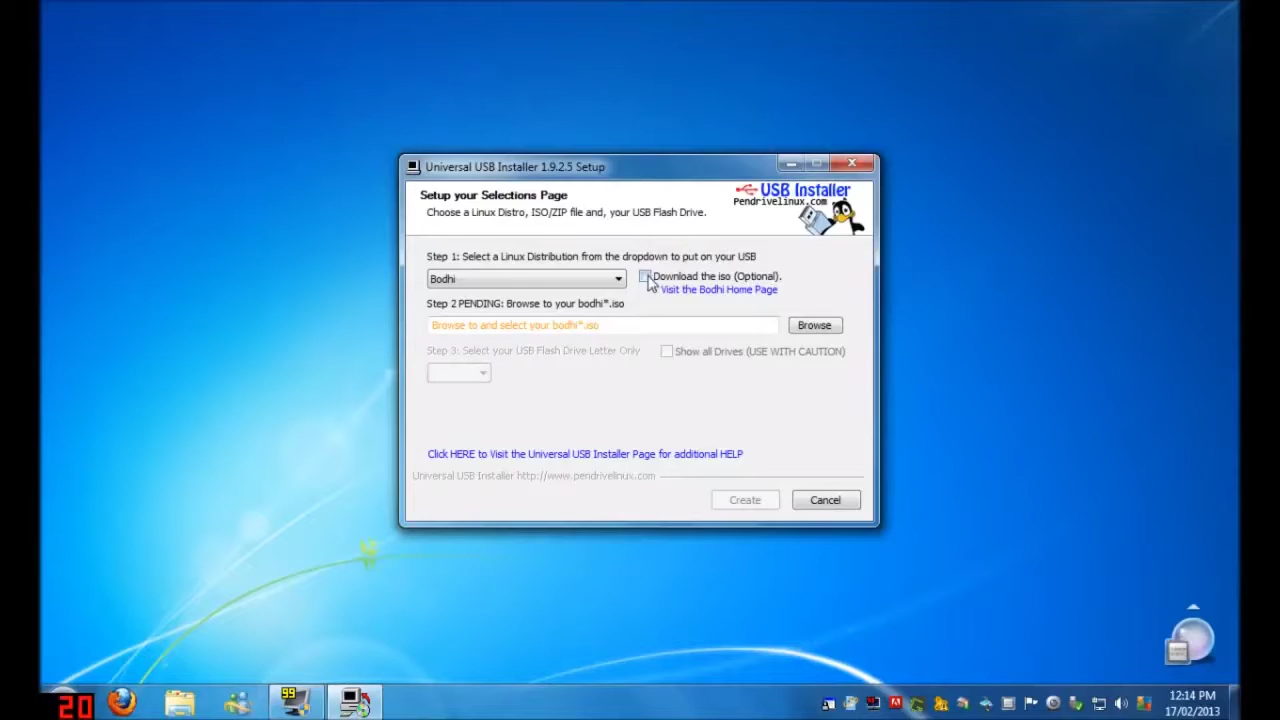 Universal USB Installer 1.9.2.5 Setup
Setup your Selections Page
Choose a Linux Distro, ISO/ZIP file and, your USB Flash Drive.
USB Installer
Pendrivelinux.com
Step 1: Select a Linux Distribution from the dropdown to put on your USB
Bodhi
Download the iso (Optional).
Visit the Bodhi Home Page
Step 2 PENDING: Browse to your bodhi*.iso
Browse to and select your bodhi*.iso
Browse
Step 3: Select your USB Flash Drive Letter Only
Show all Drives (USE WITH CAUTION)
Click HERE to Visit the Universal USB Installer Page for additional HELP
Universal USB Installer http://www.pendrivelinux.com
Create
Cancel
20
99
12:14 PM
17/02/2013